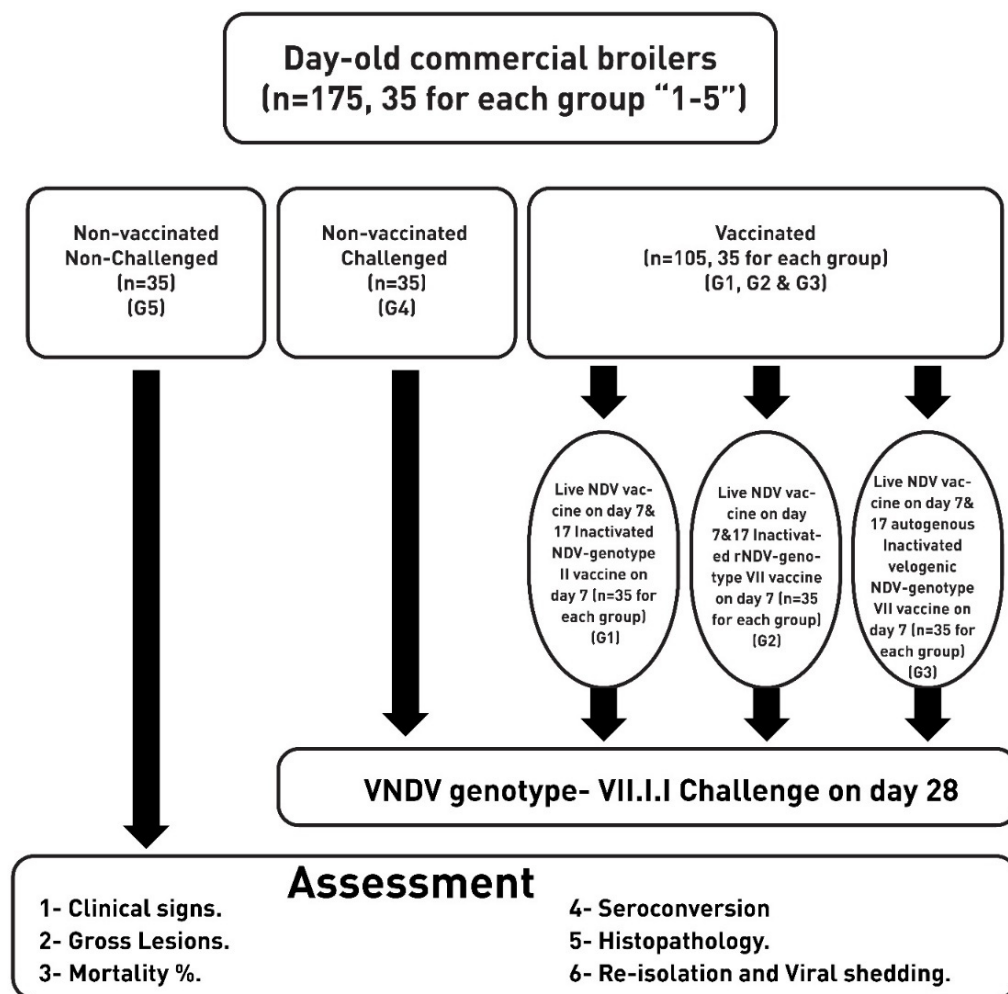 Day-old commercial broilers
(n=175, 35 for each group “1-5”)
Non-vaccinated
Non-Challenged
(n=35)
(G5)
Non-vaccinated
Challenged
(n=35)
(G4)
Vaccinated
(n=105, 35 for each group)
(G1, G2 & G3)
Live NDV vac-
cine on day 7&
17 Inactivated
NDV-genotype
II vaccine on
day 7 (n=35 for
each group)
(G1)
Live NDV vac-
cine on day
7&17 Inactivat-
ed rNDV-geno-
type VII vaccine
on day 7 (n=35
for each group)
(G2)
Live NDV vac-
cine on day 7&
17 autogenous
Inactivated
velogenic
NDV-genotype
VII vaccine on
day 7 (n=35 for
each group)
(G3)
VNDV genotype- VII.I.I Challenge on day 28
Assessment
1- Clinical signs.
2- Gross Lesions.
3- Mortality %.
4- Seroconversion
5- Histopathology.
6- Re-isolation and Viral shedding.